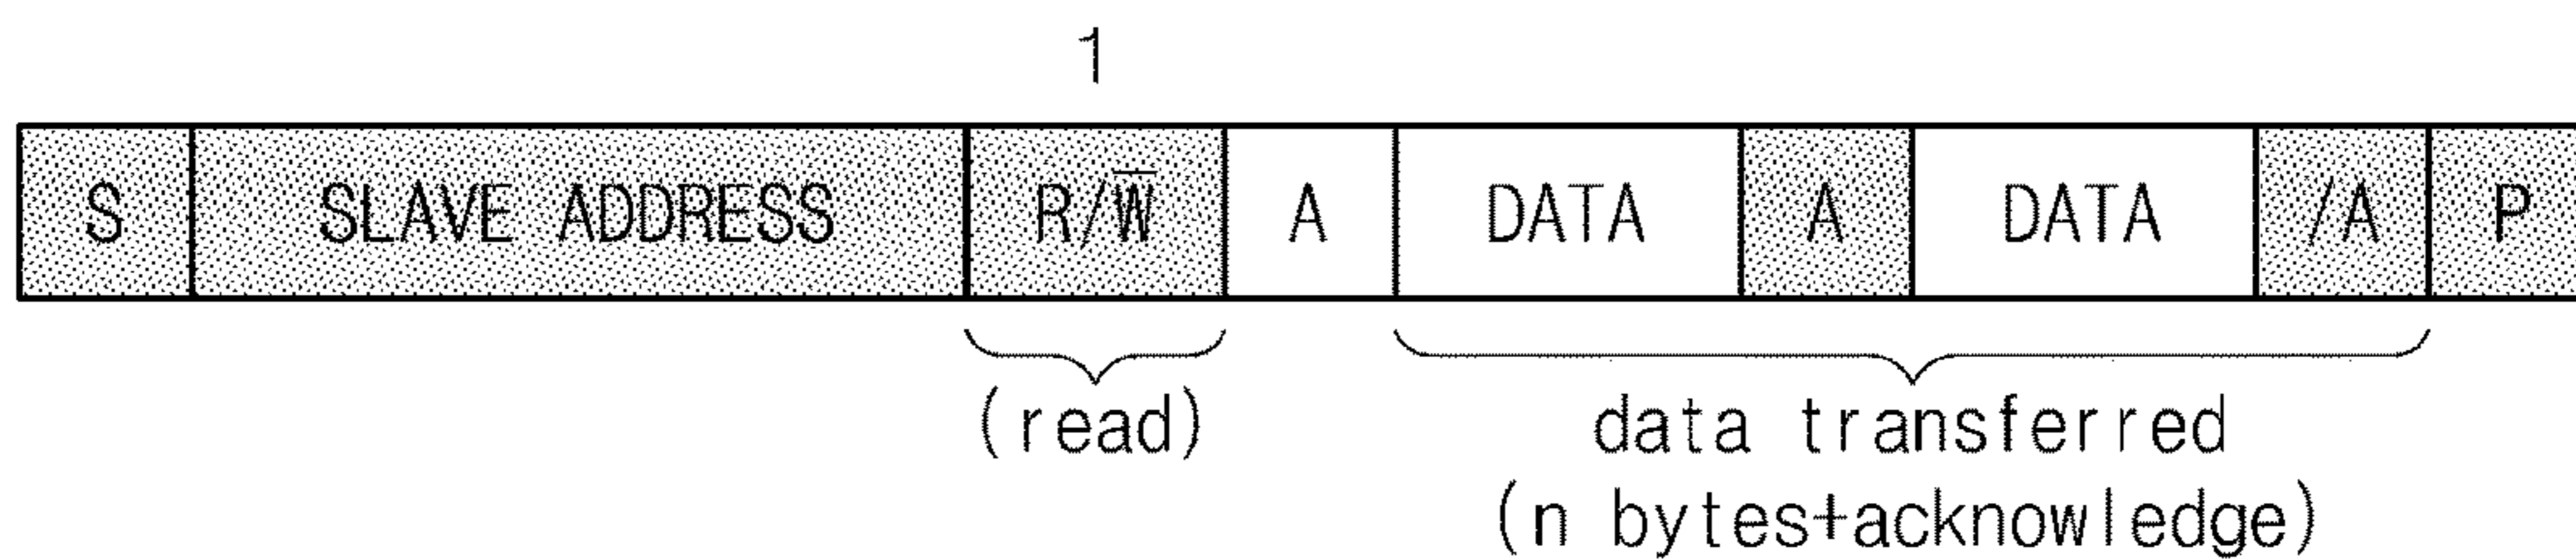 1
S SLAVE ADDRESS R/W̅ A DATA A DATA /A P
(read) data transferred
(n bytes+acknowledge)